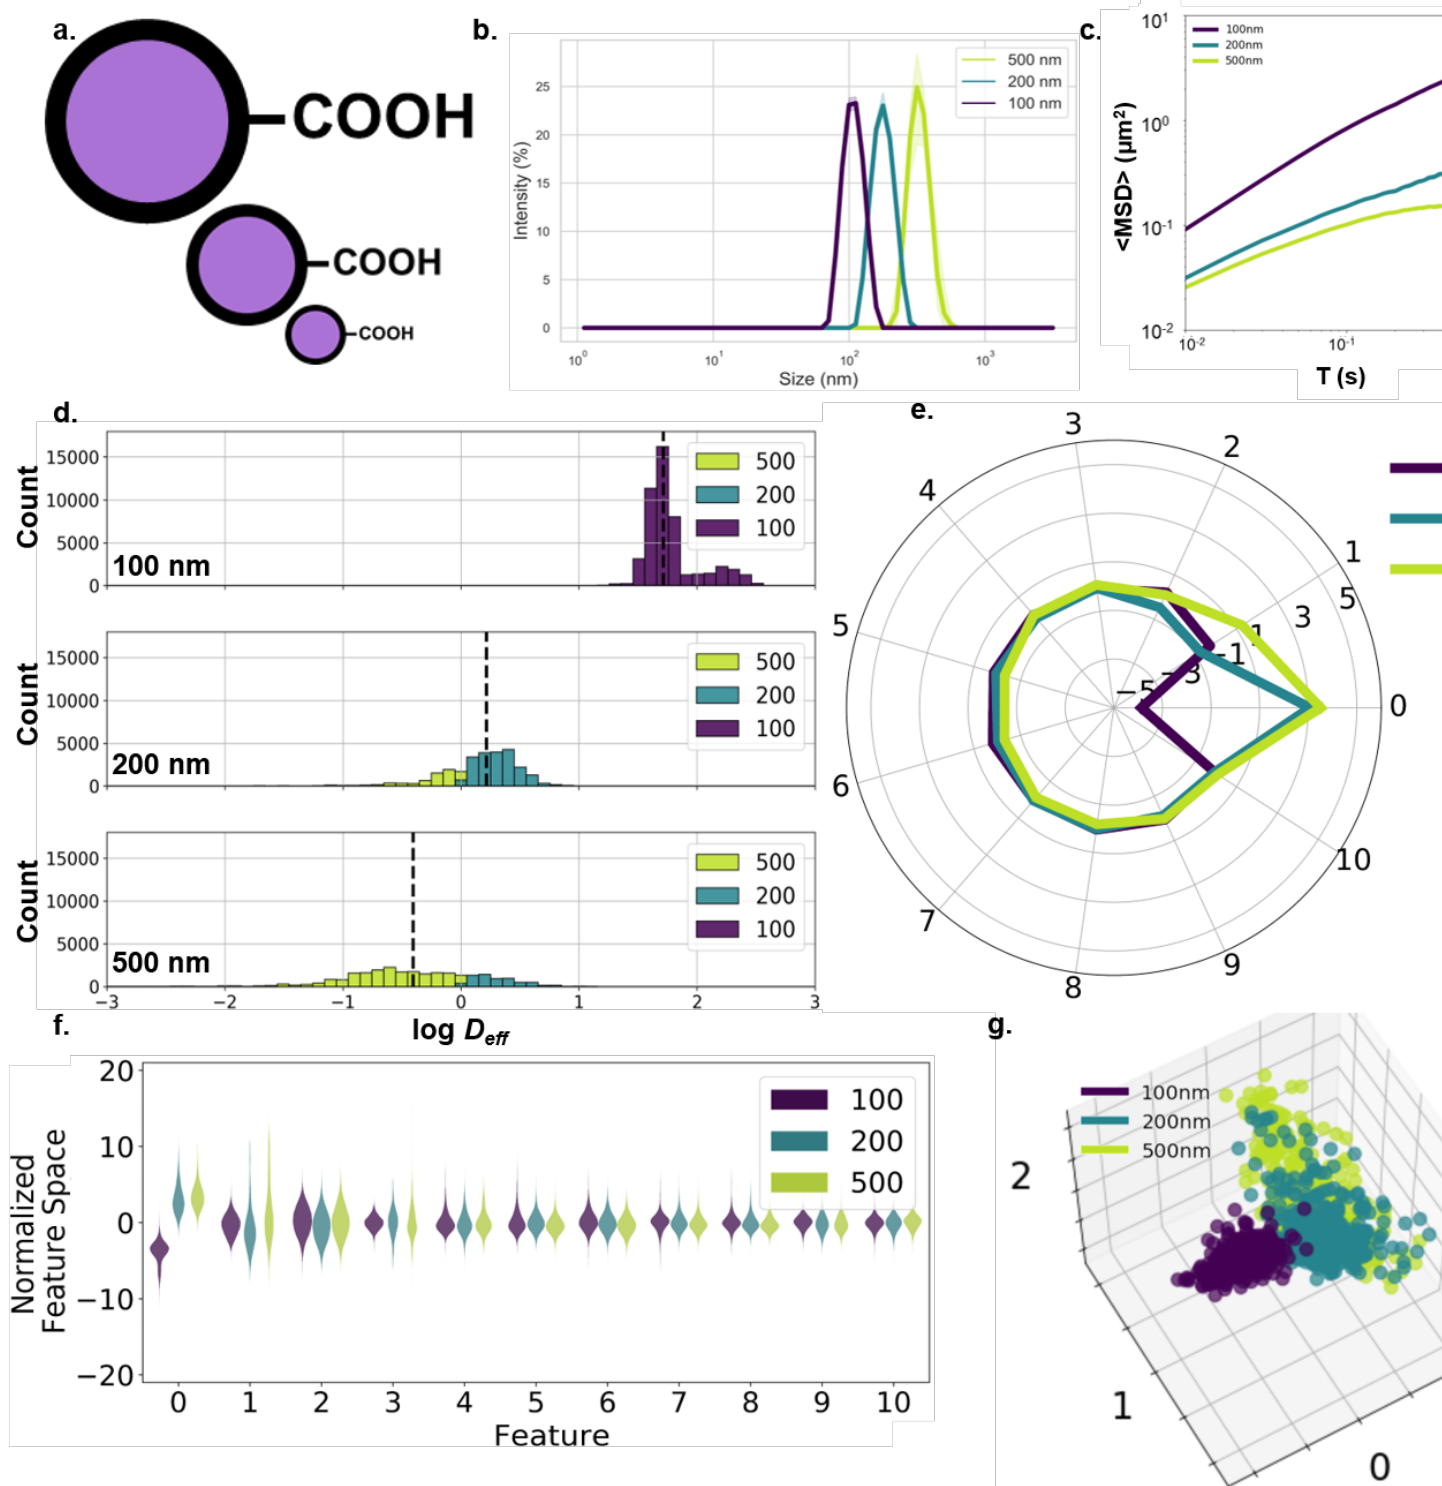 a.
COOH
COOH
COOH
b.
500 nm
200 nm
100 nm
25
20
15
10
5
0
Intensity (%)
10⁰ 10¹ 10² 10³
Size (nm)
c.
100nm
200nm
500nm
10¹
10⁰
10⁻¹
10⁻²
<MSD> (μm²)
10⁻² 10⁻¹
T (s)
d.
Count
15000
10000
5000
0
100 nm
500
200
100
Count
15000
10000
5000
0
200 nm
500
200
100
Count
15000
10000
5000
0
500 nm
500
200
100
−3 −2 −1 0 1 2 3
log Deff
e.
0
1
2
3
4
5
6
7
8
9
10
−5
−3
−1
1
3
5
f.
Normalized
Feature Space
20
10
0
−10
−20
100
200
500
0 1 2 3 4 5 6 7 8 9 10
Feature
g.
100nm
200nm
500nm
2
1
0